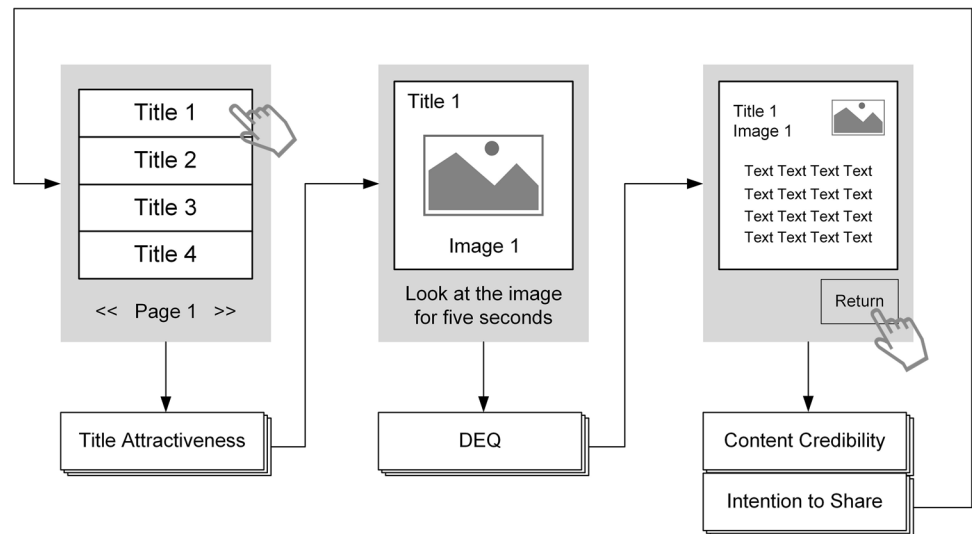 Title 1
Title 2
Title 3
Title 4
<< Page 1 >>
Title Attractiveness
Title 1
Image 1
Look at the image
for five seconds
DEQ
Title 1
Image 1
Text Text Text Text
Text Text Text Text
Text Text Text Text
Text Text Text Text
Return
Content Credibility
Intention to Share